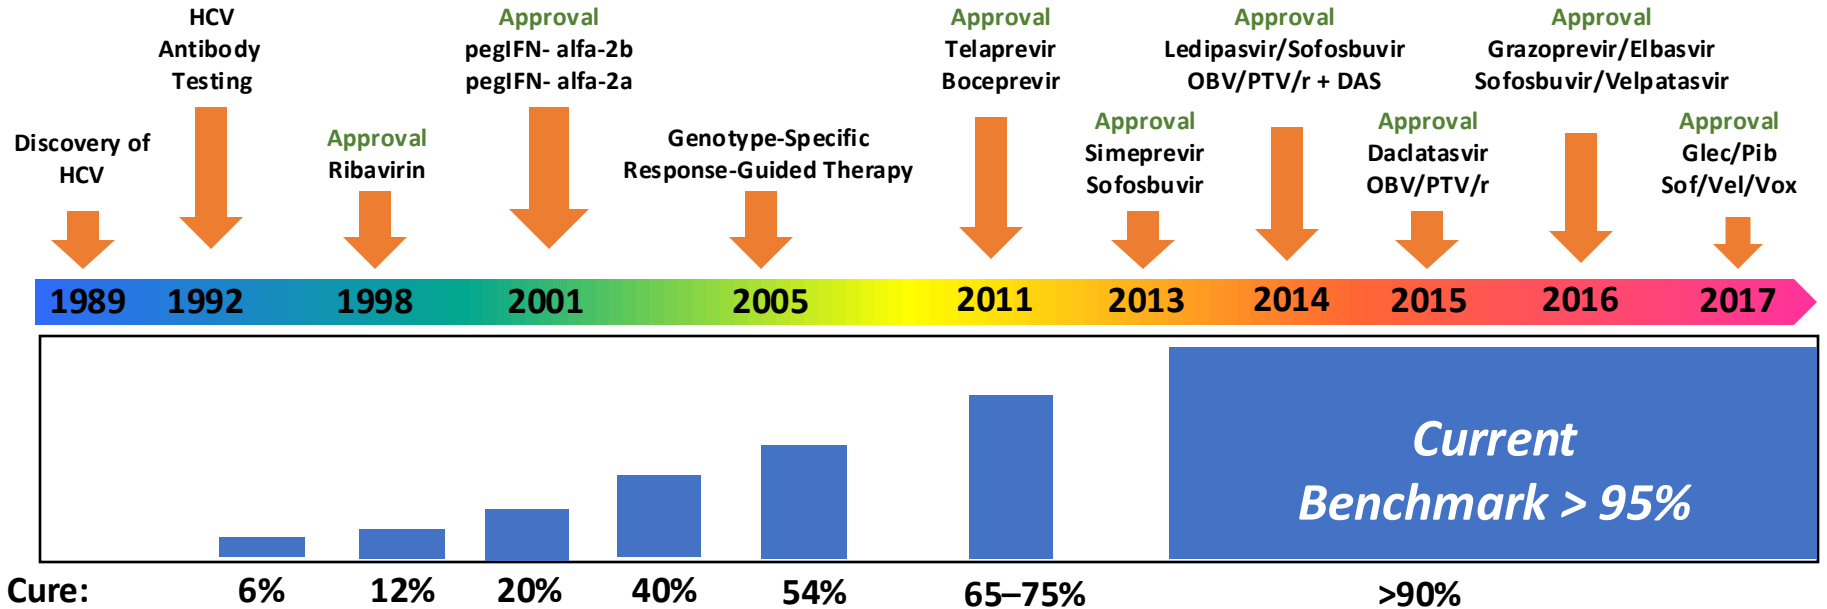 Discovery of
HCV
HCV
Antibody
Testing
Approval
Ribavirin
Approval
pegIFN- alfa-2b
pegIFN- alfa-2a
Genotype-Specific
Response-Guided Therapy
Approval
Telaprevir
Boceprevir
Approval
Simeprevir
Sofosbuvir
Approval
Ledipasvir/Sofosbuvir
OBV/PTV/r + DAS
Approval
Daclatasvir
OBV/PTV/r
Approval
Grazoprevir/Elbasvir
Sofosbuvir/Velpatasvir
Approval
Glec/Pib
Sof/Vel/Vox
1989 1992 1998 2001 2005 2011 2013 2014 2015 2016 2017
Current
Benchmark > 95%
Cure: 6% 12% 20% 40% 54% 65–75% >90%